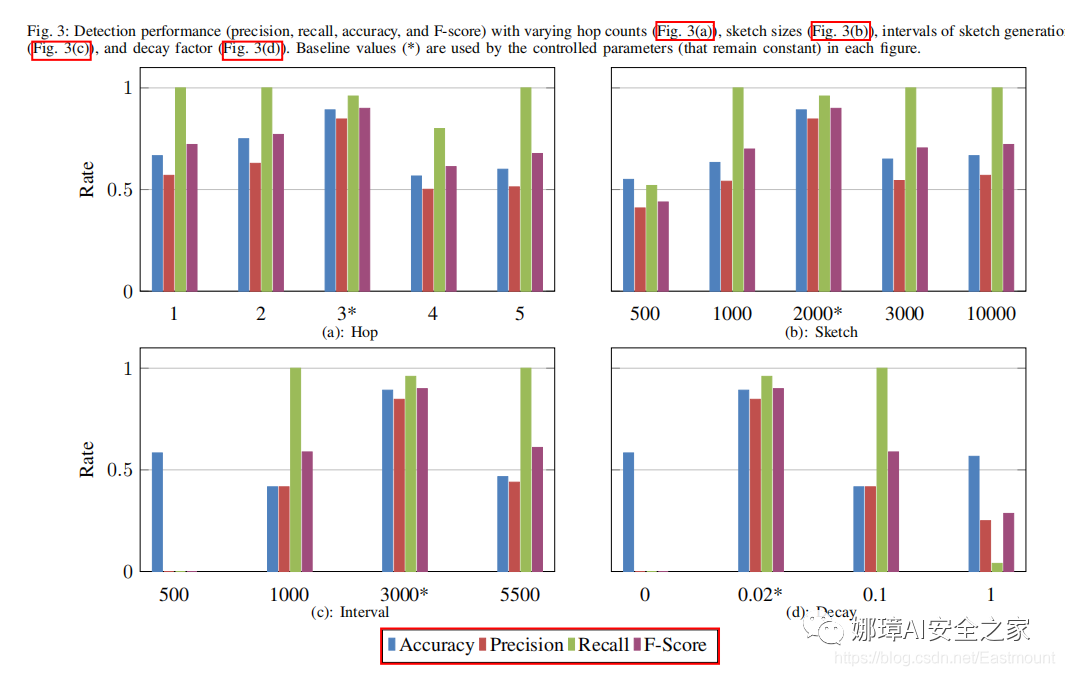 Fig. 3: Detection performance (precision, recall, accuracy, and F-score) with varying hop counts (Fig. 3(a)), sketch sizes (Fig. 3(b)), intervals of sketch generatio
(Fig. 3(c)), and decay factor (Fig. 3(d)). Baseline values (*) are used by the controlled parameters (that remain constant) in each figure.
1
Rate
0.5
0
1 2 3* 4 5
(a): Hop
500 1000 2000* 3000 10000
(b): Sketch
1
Rate
0.5
0
500 1000 3000* 5500
(c): Interval
0 0.02* 0.1 1
(d): Decay
Accuracy Precision Recall F-Score
娜璋AI安全之家
https://blog.csdn.net/Eastmount